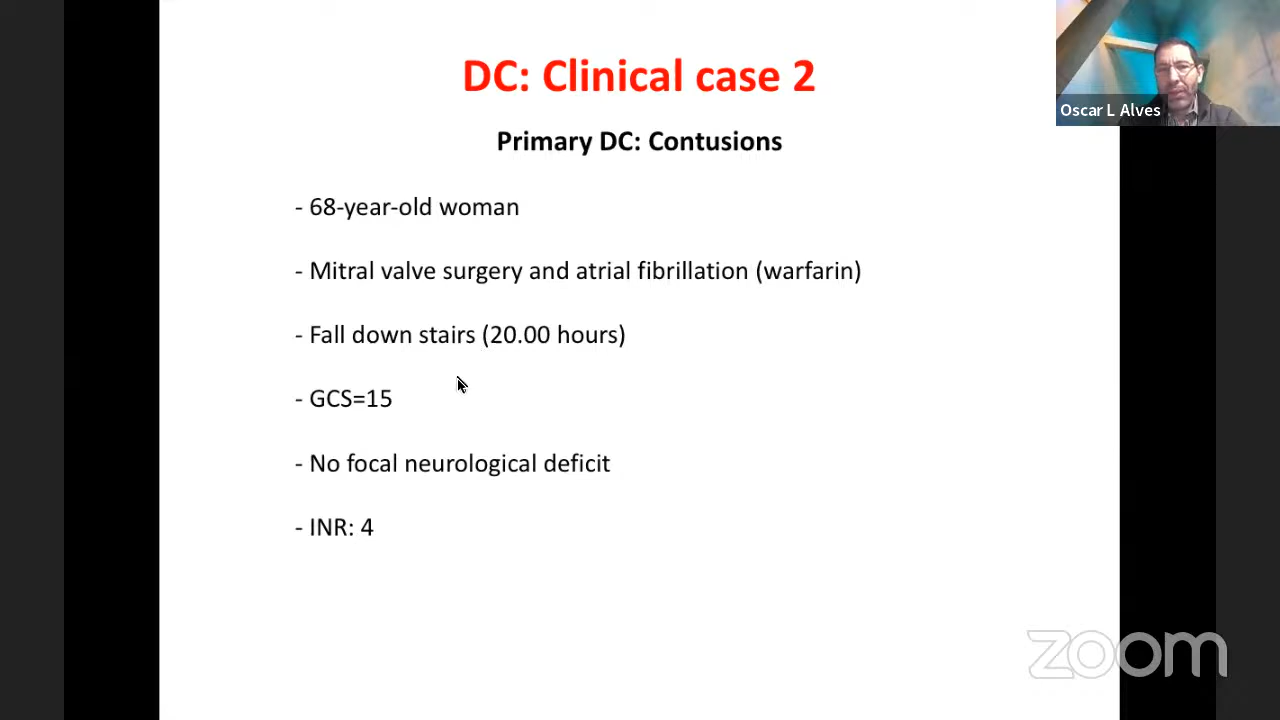 DC: Clinical case 2
Oscar L Alves
Primary DC: Contusions
- 68-year-old woman
- Mitral valve surgery and atrial fibrillation (warfarin)
- Fall down stairs (20.00 hours)
- GCS=15
- No focal neurological deficit
- INR: 4
zoom